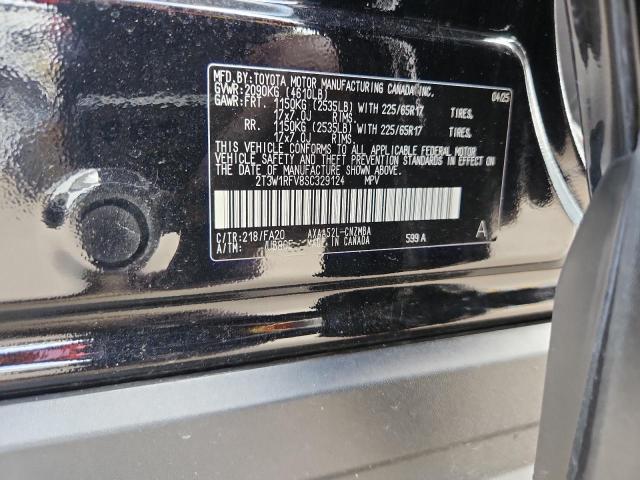 MFD.BY:TOYOTA MOTOR MANUFACTURING CANADA INC.
GVWR:2090KG (4610LB) 04/25
GAWR:FRT. 1150KG (2535LB) WITH 225/65R17 TIRES,
17x7.0J RIMS,
RR. 1150KG (2535LB) WITH 225/65R17 TIRES,
17x7.0J RIMS.
THIS VEHICLE CONFORMS TO ALL APPLICABLE FEDERAL MOTOR
VEHICLE SAFETY AND THEFT PREVENTION STANDARDS IN EFFECT ON
THE DATE OF MANUFACTURE SHOWN ABOVE.
2T3W1RFV8SC329124 MPV
A
C/TR:218/FA20 AXAA52L-CNZMBA
A/TM: MADE IN CANADA 599 A